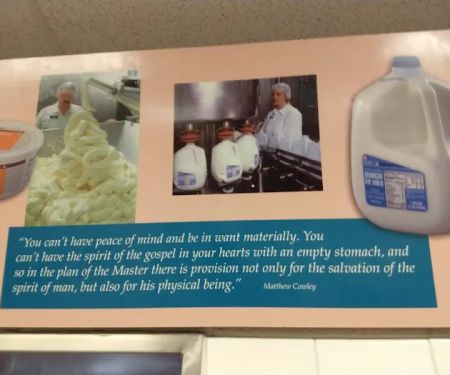 "You can't have peace of mind and be in want materially. You
can't have the spirit of the gospel in your hearts with an empty stomach, and
so in the plan of the Master there is provision not only for the salvation of the
spirit of man, but also for his physical being." Matthew Cowley